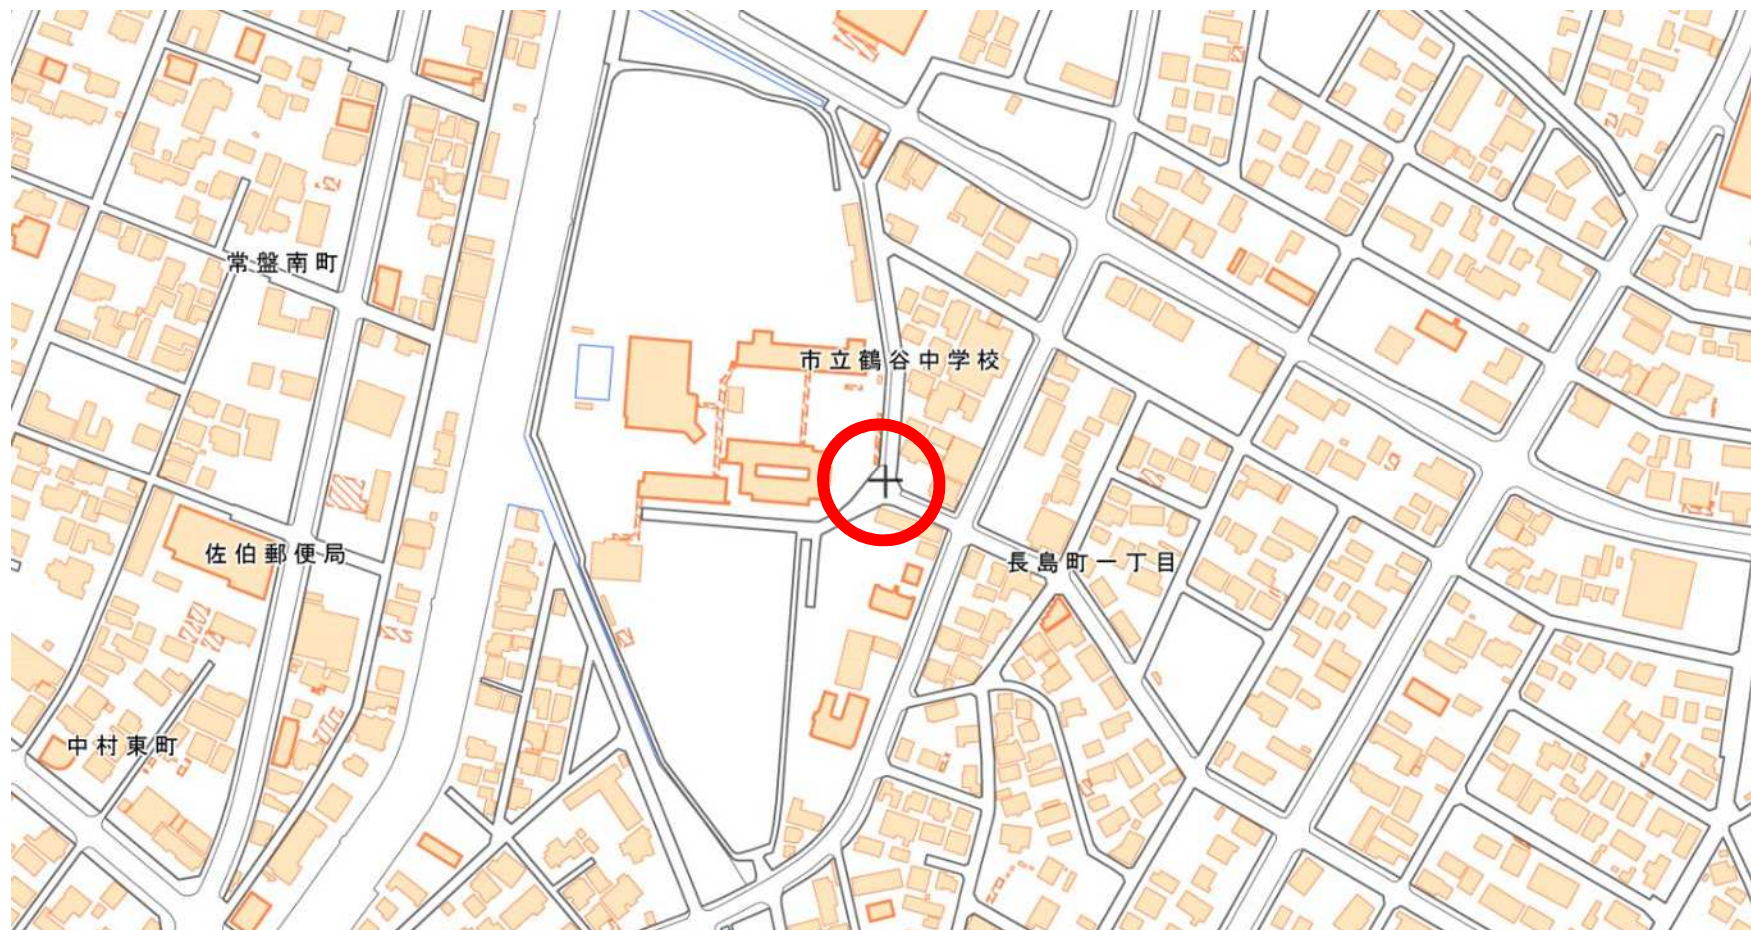 常盤南町
市立鶴谷中学校
佐伯郵便局
長島町一丁目
中村東町